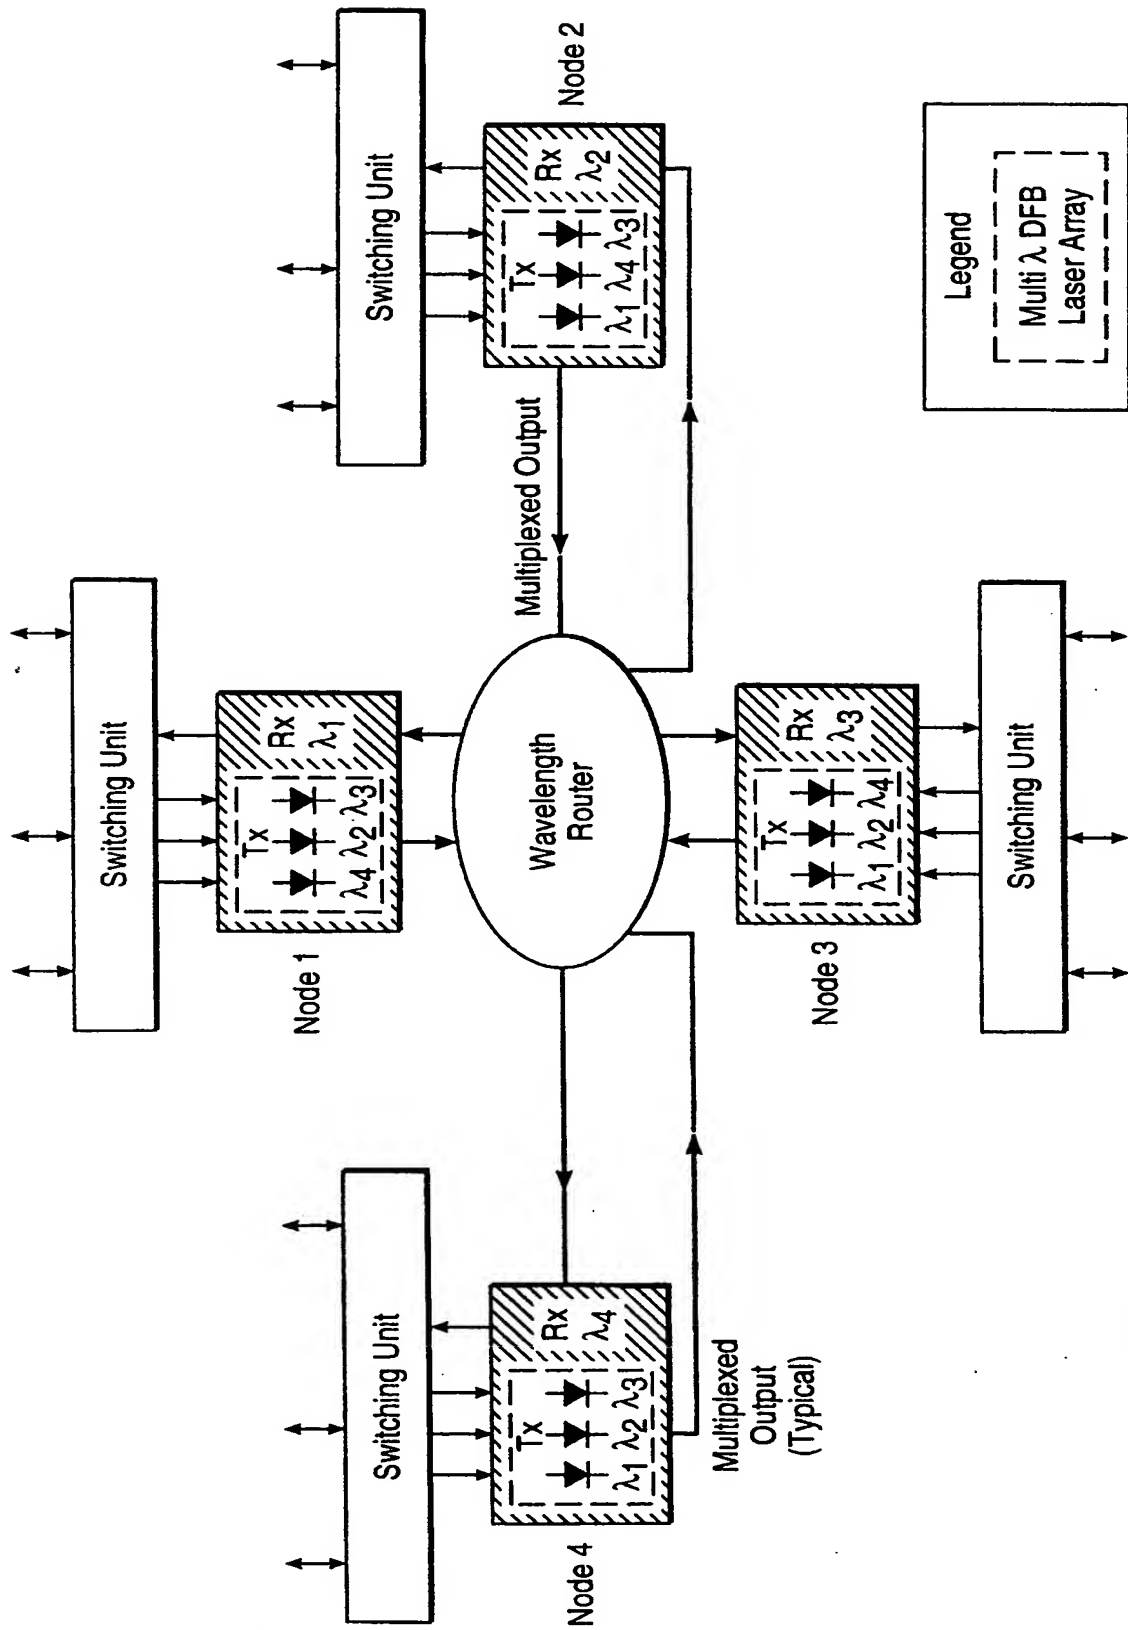 Switching Unit
Tx
λ4 λ2 λ3
Rx
λ1
Node 1
Switching Unit
Tx
λ1 λ4 λ3
Rx
λ2
Node 2
Multiplexed Output
Wavelength
Router
Switching Unit
Tx
λ1 λ2 λ3
Rx
λ4
Node 4
Multiplexed
Output
(Typical)
Node 3
Tx
λ1 λ2 λ4
Rx
λ3
Switching Unit
Legend
Multi λ DFB
Laser Array